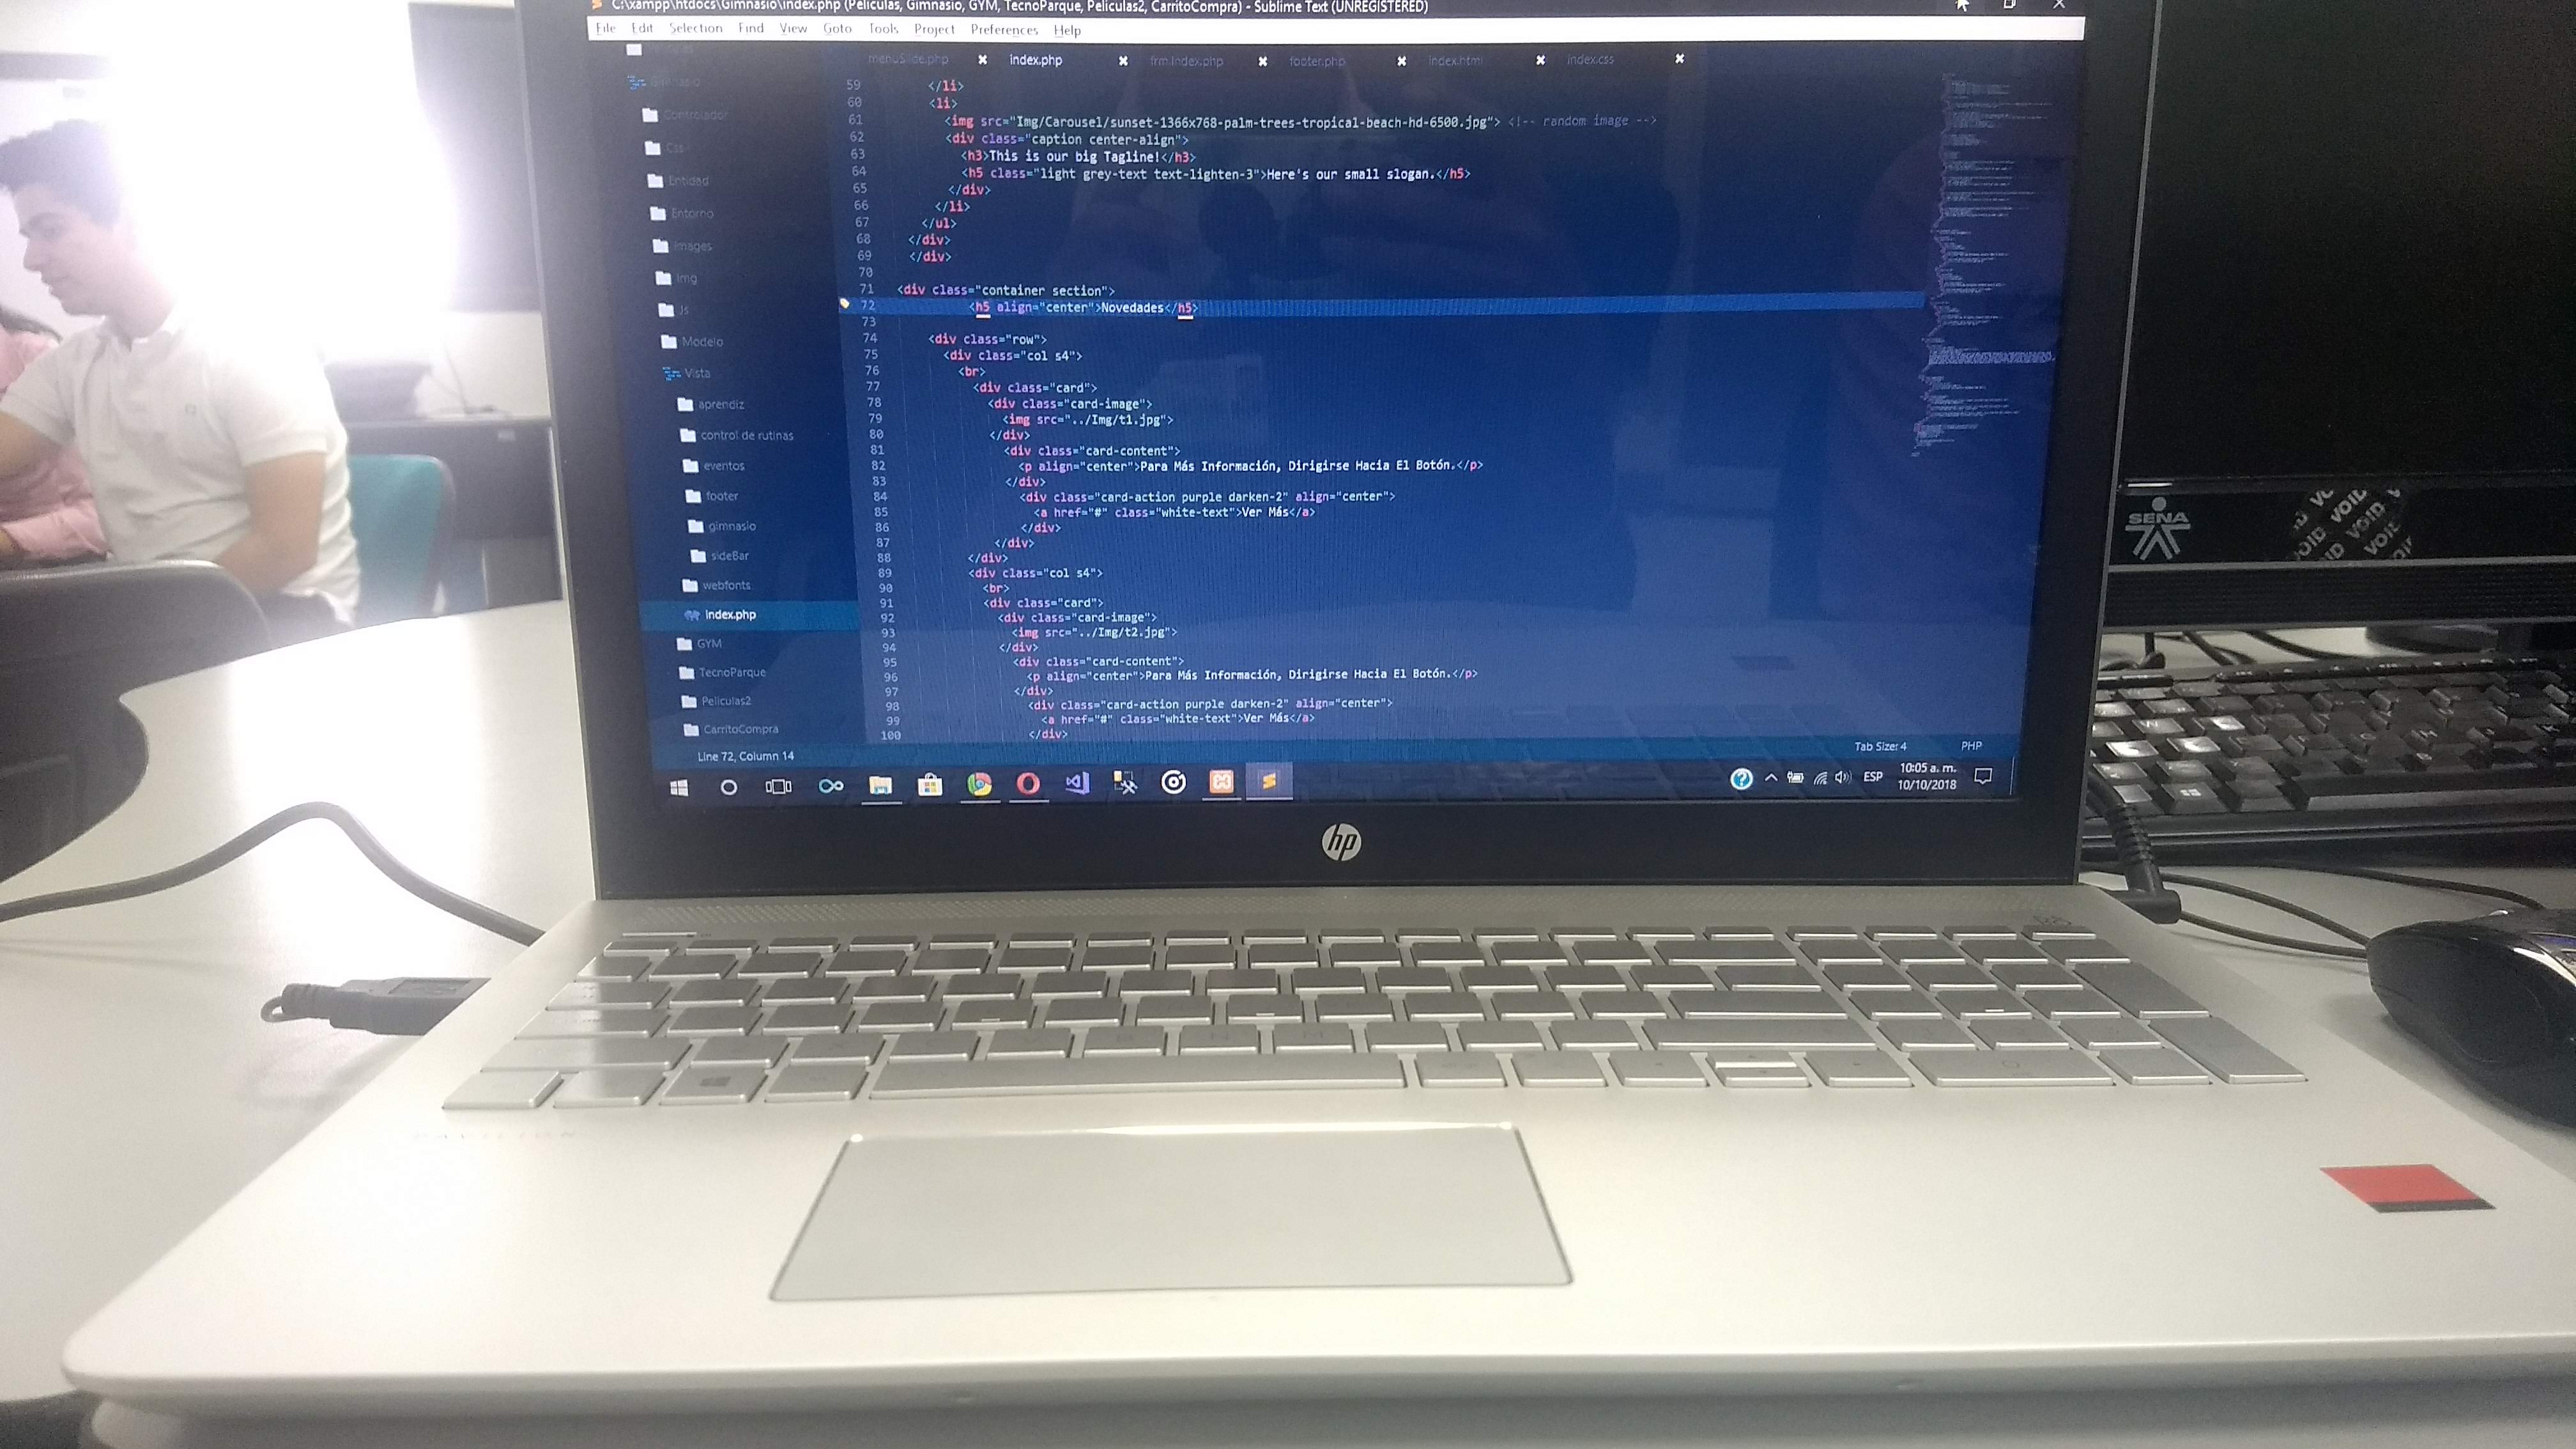 C:\xampp\htdocs\Gimnasio\index.php (Peliculas, Gimnasio, GYM, TecnoParque, Peliculas2, CarritoCompra) - Sublime Text (UNREGISTERED)
File Edit Selection Find View Goto Tools Project Preferences Help
menuSlide.php index.php frm.Index.php footer.php index.html index.css
Gimnasio
Controlador
Css
Entidad
Entorno
Images
Img
Js
Modelo
Vista
aprendiz
control de rutinas
eventos
footer
gimnasio
sideBar
webfonts
index.php
GYM
TecnoParque
Peliculas2
CarritoCompra
59 </li>
60 <li>
61 <img src="Img/Carousel/sunset-1366x768-palm-trees-tropical-beach-hd-6500.jpg"> <!-- random image -->
62 <div class="caption center-align">
63 <h3>This is our big Tagline!</h3>
64 <h5 class="light grey-text text-lighten-3">Here's our small slogan.</h5>
65 </div>
66 </li>
67 </ul>
68 </div>
69 </div>
70
71 <div class="container section">
72 <h5 align="center">Novedades</h5>
73
74 <div class="row">
75 <div class="col s4">
76 <br>
77 <div class="card">
78 <div class="card-image">
79 <img src="../Img/t1.jpg">
80 </div>
81 <div class="card-content">
82 <p align="center">Para Más Información, Dirigirse Hacia El Botón.</p>
83 </div>
84 <div class="card-action purple darken-2" align="center">
85 <a href="#" class="white-text">Ver Más</a>
86 </div>
87 </div>
88 </div>
89 <div class="col s4">
90 <br>
91 <div class="card">
92 <div class="card-image">
93 <img src="../Img/t2.jpg">
94 </div>
95 <div class="card-content">
96 <p align="center">Para Más Información, Dirigirse Hacia El Botón.</p>
97 </div>
98 <div class="card-action purple darken-2" align="center">
99 <a href="#" class="white-text">Ver Más</a>
100 </div>
Line 72, Column 14 Tab Size: 4 PHP
ESP 10:05 a. m.
10/10/2018
hp
SENA
VOID VOID VOID